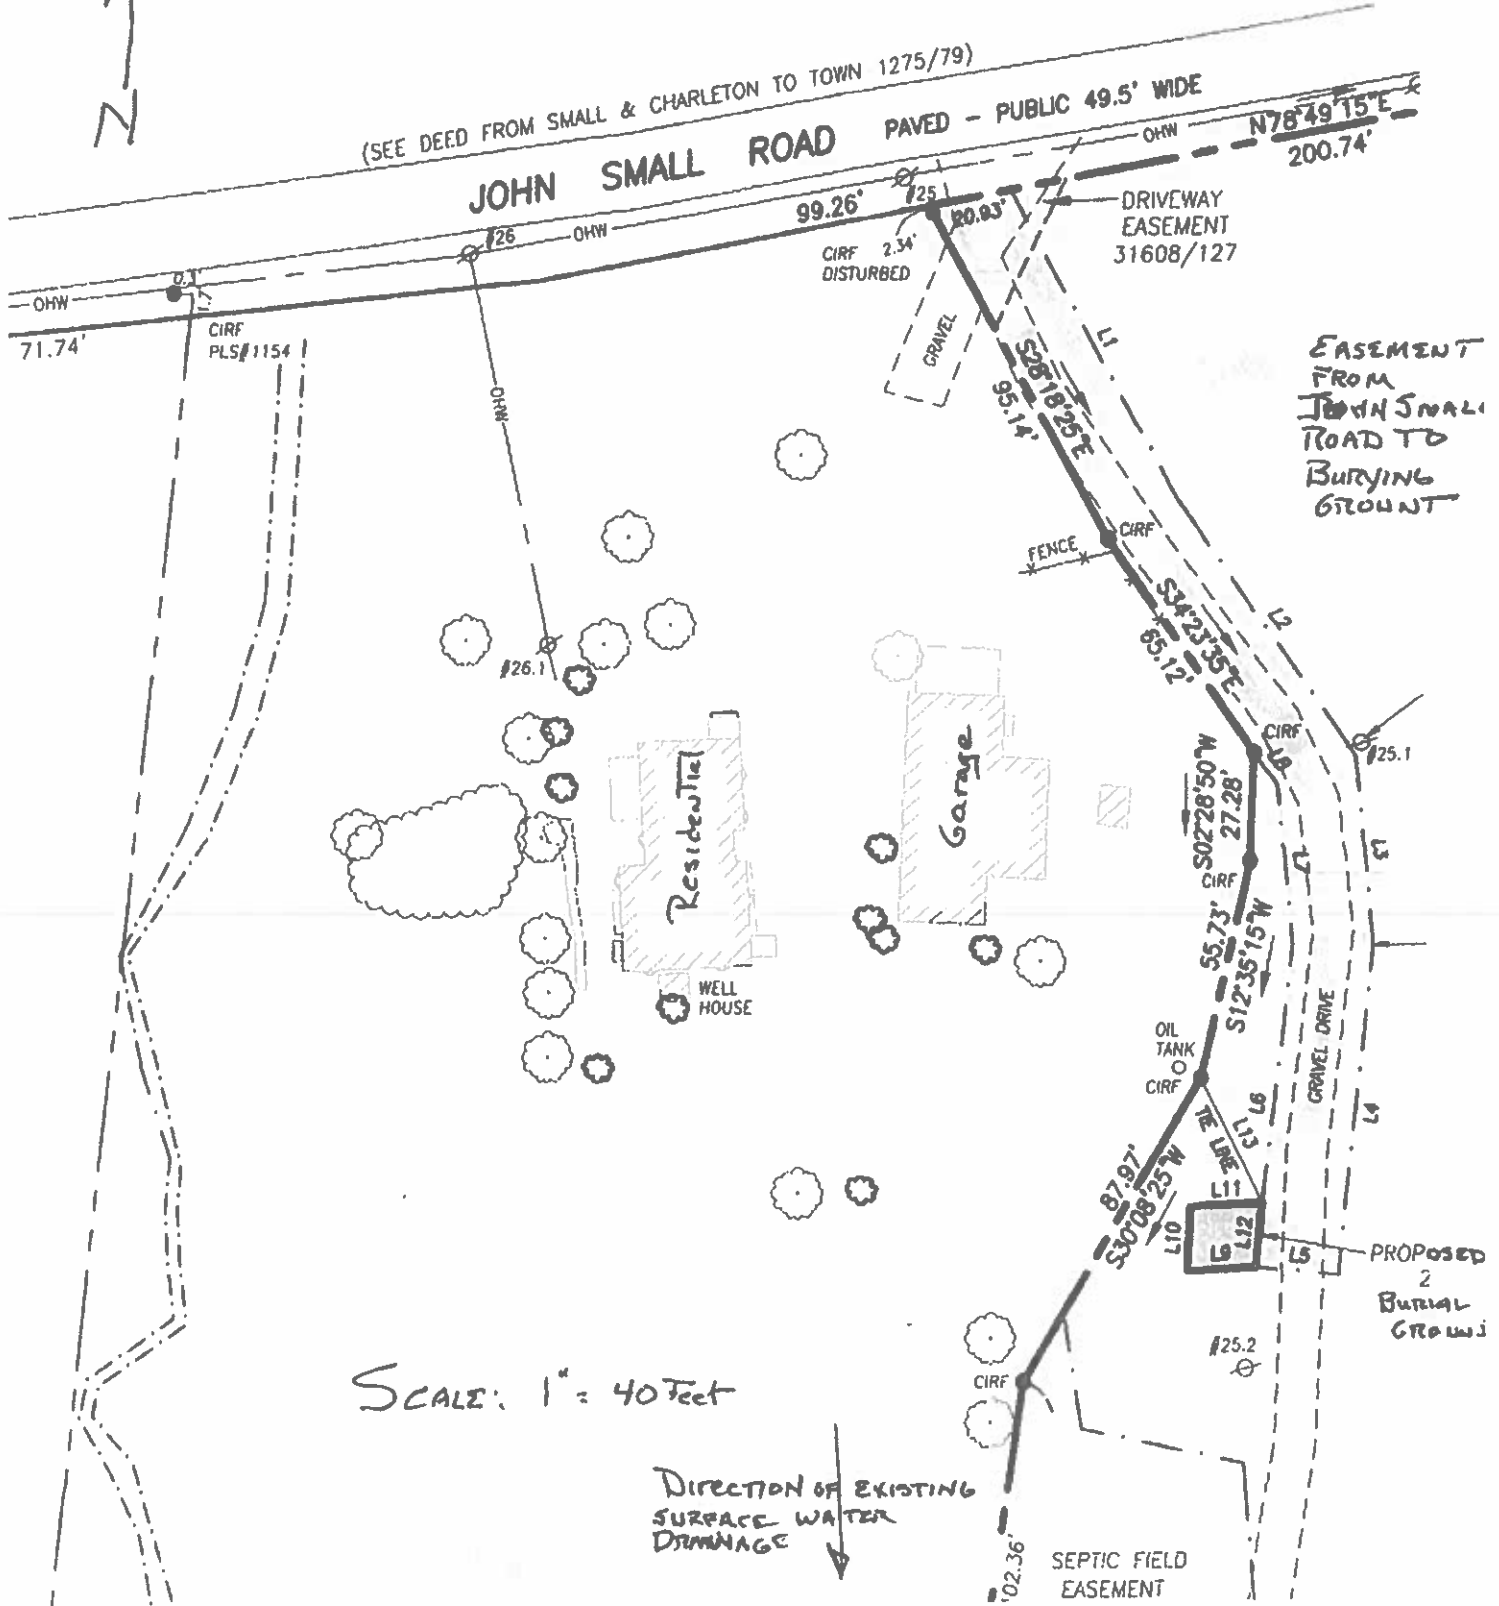 N
(SEE DEED FROM SMALL & CHARLETON TO TOWN 1275/79)
JOHN SMALL ROAD PAVED - PUBLIC 49.5' WIDE
OHW
N78°49'15"E
200.74'
99.26'
#25
20.93'
2.34'
CIRF
DISTURBED
DRIVEWAY
EASEMENT
31608/127
#26
OHW
OHW
71.74'
CIRF
PLS#1154
OHW
GRAVEL
S28°18'25"E
95.14'
L1
EASEMENT
FROM
JOHN SMALL
ROAD TO
BURYING
GROUNT
CIRF
FENCE
S34°23'35"E
65.12'
L2
#26.1
CIRF
L8
#25.1
S02°28'50"W
27.28'
L7
L3
CIRF
Residential
Garage
55.73'
S12°35'15"W
WELL
HOUSE
OIL
TANK
CIRF
GRAVEL DRIVE
L6
L13
TIE LINE
L4
87.97'
S30°08'25"W
L11
L10
L12
L9
L5
PROPOSED
2
BURIAL
GROUND
#25.2
CIRF
SCALE: 1" = 40 Feet
DIRECTION OF EXISTING
SURFACE WATER
DRAINAGE
02.36'
SEPTIC FIELD
EASEMENT